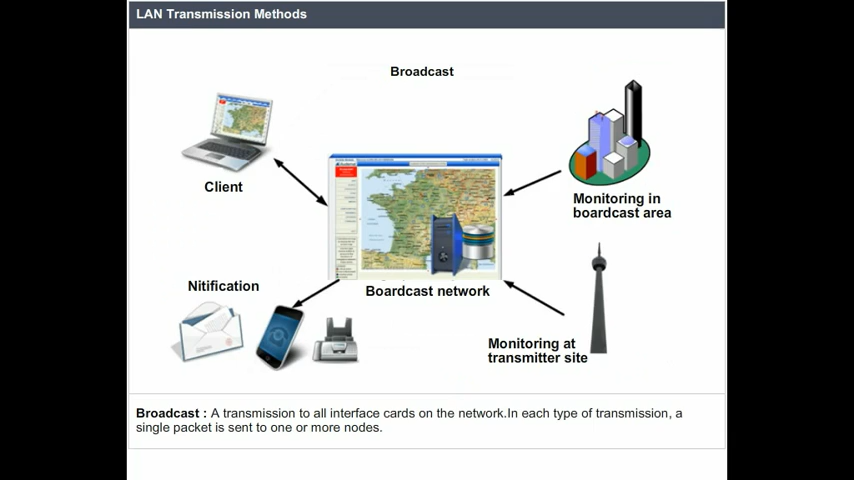 LAN Transmission Methods
Broadcast
Client
Monitoring in
boardcast area
Nitification
Boardcast network
Monitoring at
transmitter site
Broadcast : A transmission to all interface cards on the network.In each type of transmission, a
single packet is sent to one or more nodes.